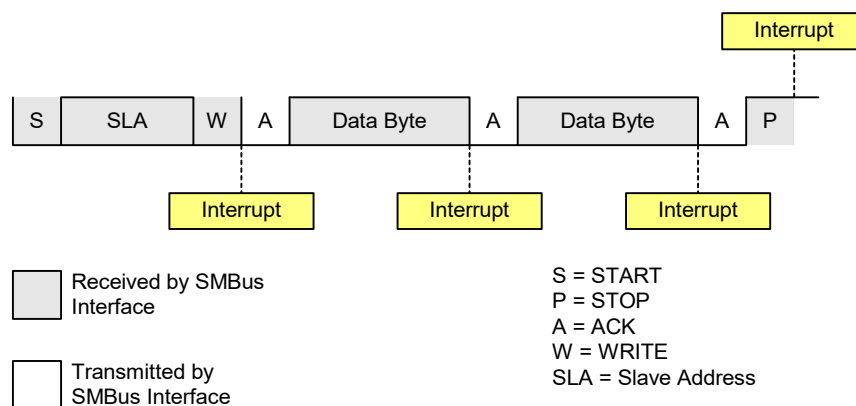 Interrupt
S
SLA
W
A
Data Byte
A
Data Byte
A
P
Interrupt
Interrupt
Interrupt
Received by SMBus
Interface
Transmitted by
SMBus Interface
S = START
P = STOP
A = ACK
W = WRITE
SLA = Slave Address